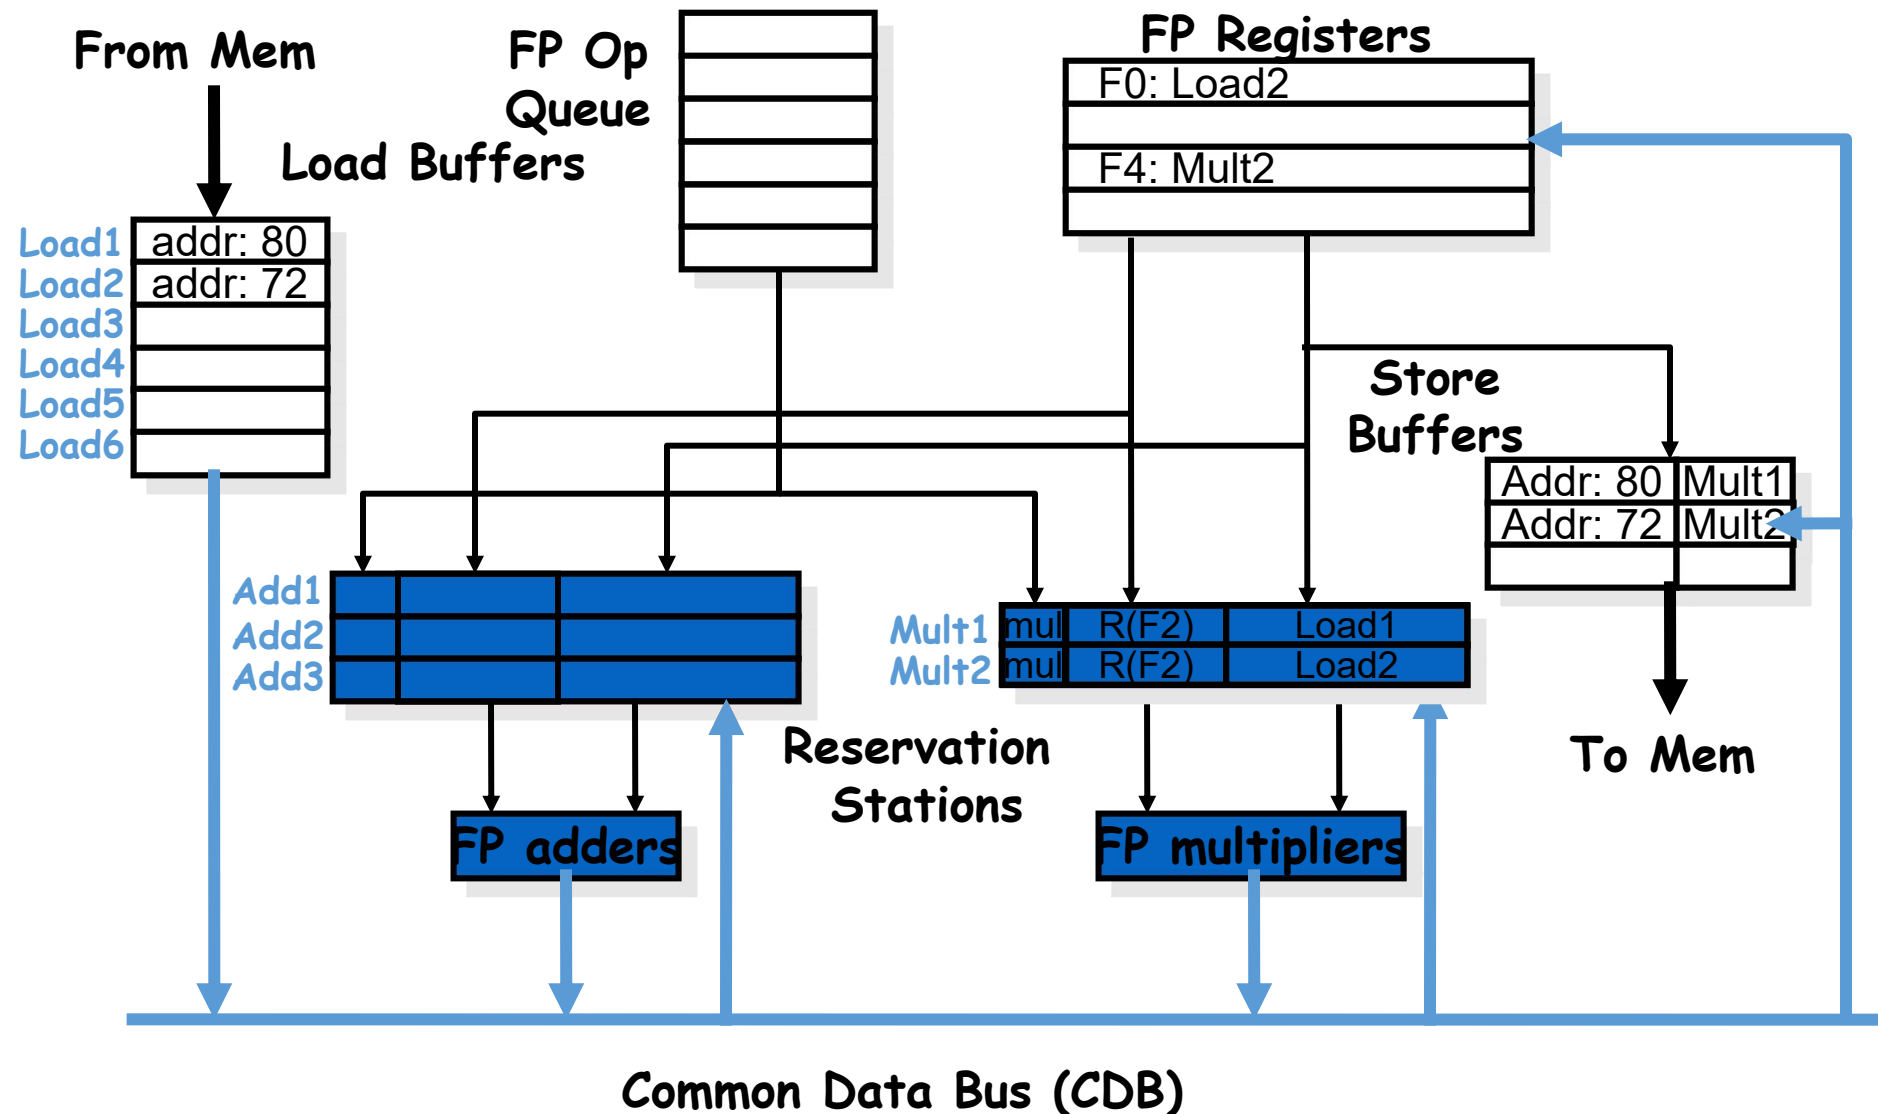 From Mem
FP Op
Queue
FP Registers
F0: Load2
F4: Mult2
Load Buffers
Load1 addr: 80
Load2 addr: 72
Load3
Load4
Load5
Load6
Store
Buffers
Addr: 80 Mult1
Addr: 72 Mult2
Add1
Add2
Add3
Mult1 mul R(F2) Load1
Mult2 mul R(F2) Load2
Reservation
Stations
To Mem
FP adders
FP multipliers
Common Data Bus (CDB)